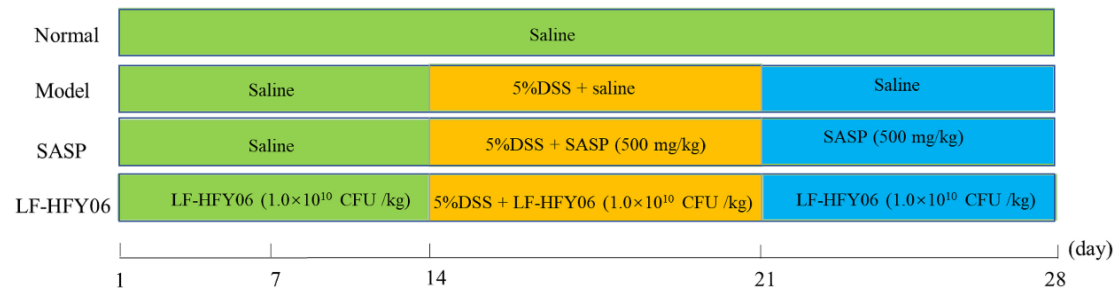 Normal
Saline
Model
Saline
5%DSS + saline
Saline
SASP
Saline
5%DSS + SASP (500 mg/kg)
SASP (500 mg/kg)
LF-HFY06
LF-HFY06 (1.0×10¹⁰ CFU /kg)
5%DSS + LF-HFY06 (1.0×10¹⁰ CFU /kg)
LF-HFY06 (1.0×10¹⁰ CFU /kg)
1
7
14
21
28
(day)